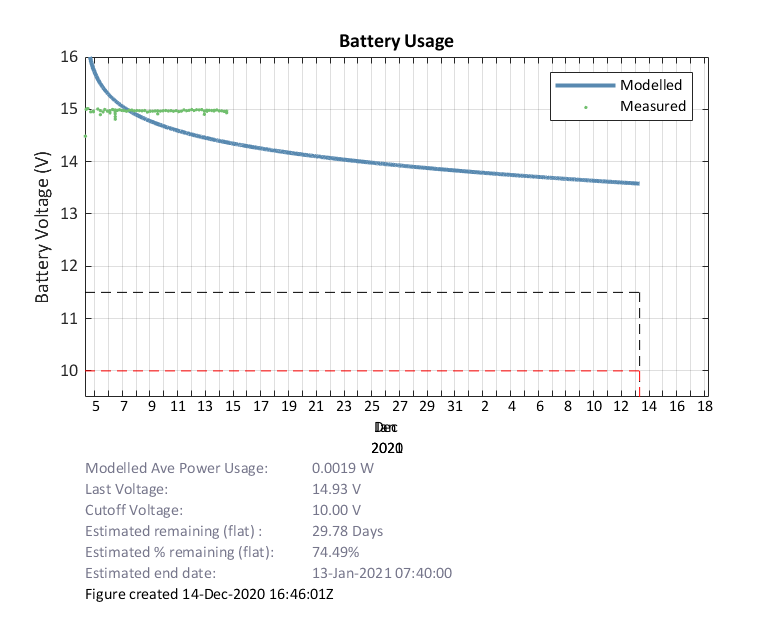 Battery Usage
16
15
14
13
12
11
10
Battery Voltage (V)
Modelled
Measured
5 7 9 11 13 15 17 19 21 23 25 27 29 31 2 4 6 8 10 12 14 16 18
Modelled Ave Power Usage: 0.0019 W
Last Voltage: 14.93 V
Cutoff Voltage: 10.00 V
Estimated remaining (flat) : 29.78 Days
Estimated % remaining (flat): 74.49%
Estimated end date: 13-Jan-2021 07:40:00
Figure created 14-Dec-2020 16:46:01Z